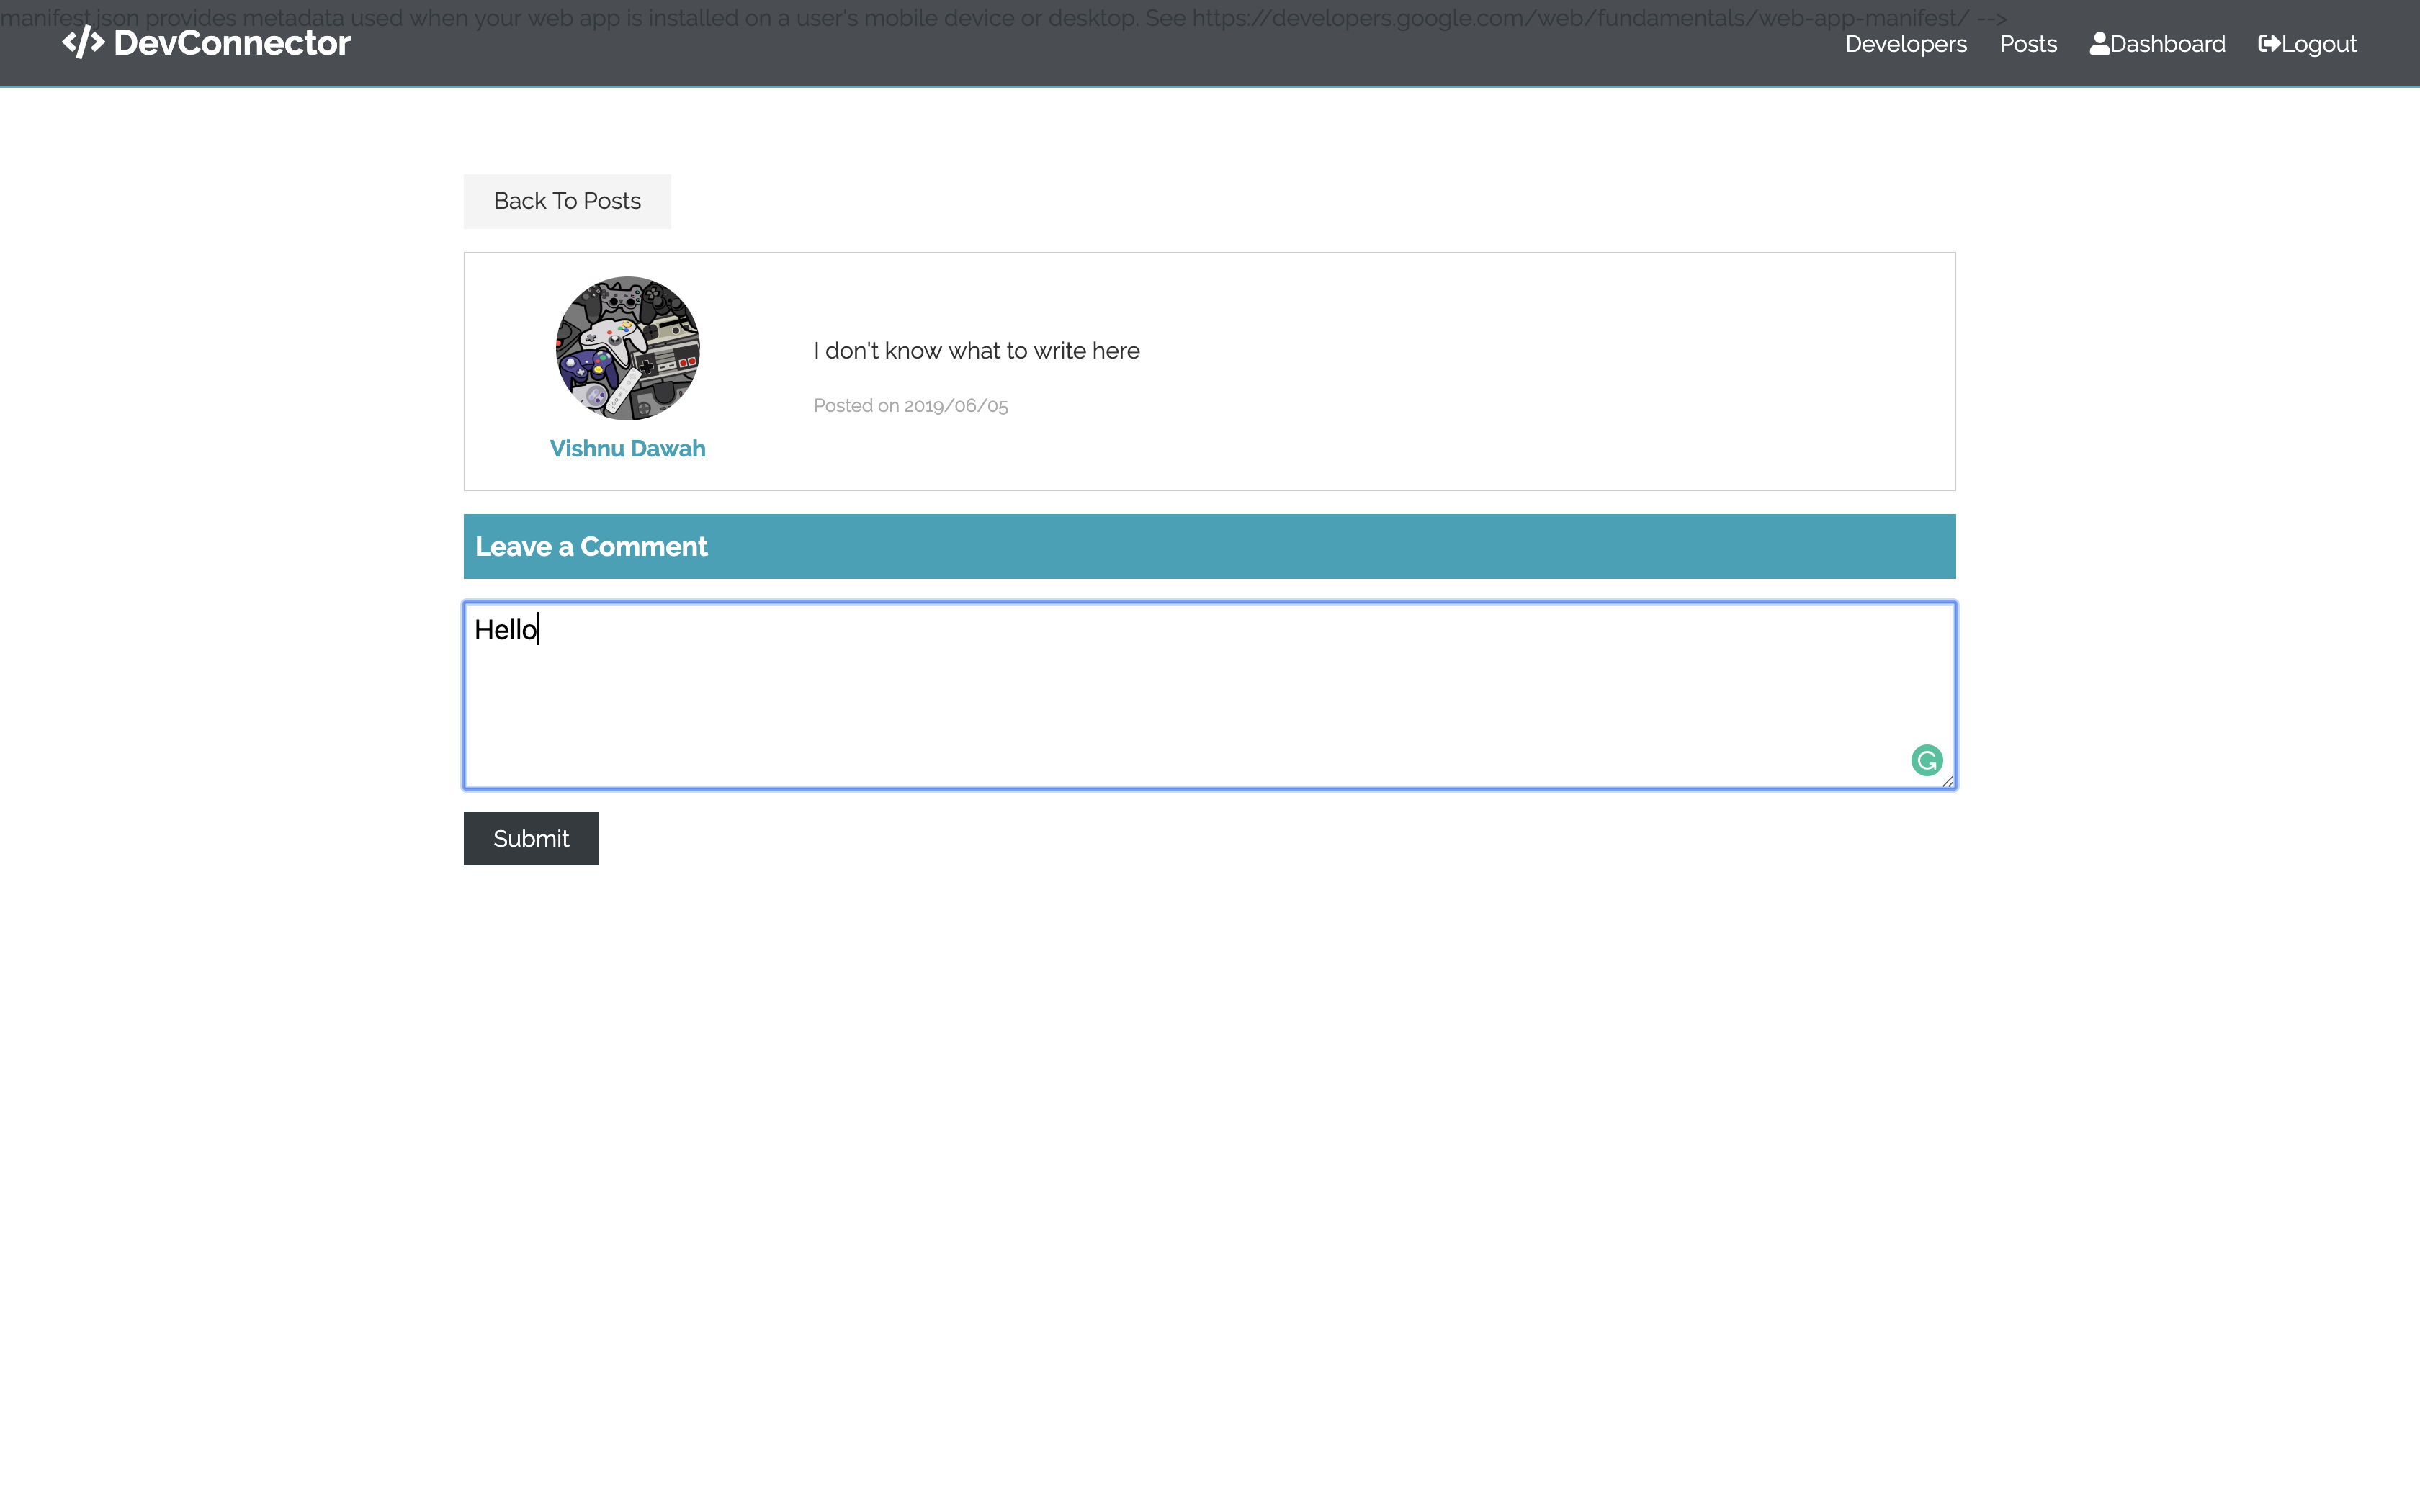 manifest.json provides metadata used when your web app is installed on a user's mobile device or desktop. See https://developers.google.com/web/fundamentals/web-app-manifest/ -->
</> DevConnector
Developers Posts Dashboard Logout
Back To Posts
I don't know what to write here
Posted on 2019/06/05
Vishnu Dawah
Leave a Comment
Hello
Submit